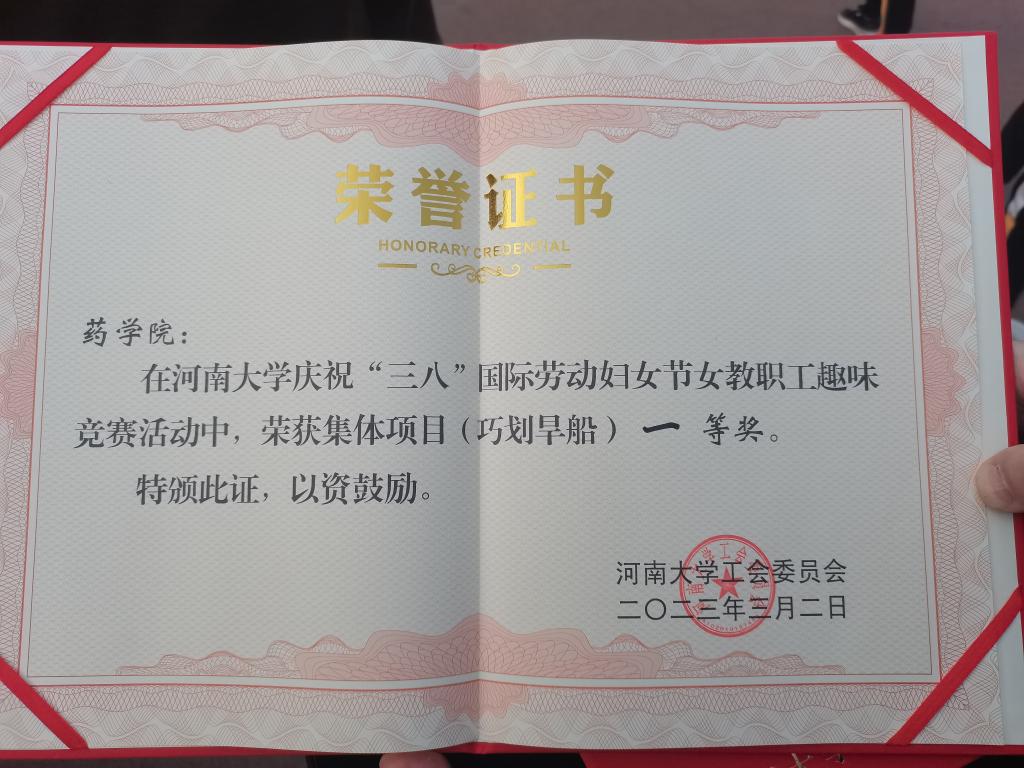 荣誉证书
HONORARY CREDENTIAL
药学院：
在河南大学庆祝“三八”国际劳动妇女节女教职工趣味
竞赛活动中，荣获集体项目（巧划旱船） 一 等奖。
特颁此证，以资鼓励。
河南大学工会委员会
二〇二三年三月二日